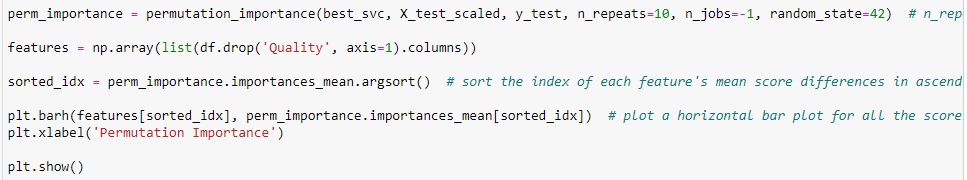 perm_importance = permutation_importance(best_svc, X_test_scaled, y_test, n_repeats=10, n_jobs=-1, random_state=42)  # n_rep
features = np.array(list(df.drop('Quality', axis=1).columns))
sorted_idx = perm_importance.importances_mean.argsort()  # sort the index of each feature's mean score differences in ascend
plt.barh(features[sorted_idx], perm_importance.importances_mean[sorted_idx])  # plot a horizontal bar plot for all the score
plt.xlabel('Permutation Importance')
plt.show()